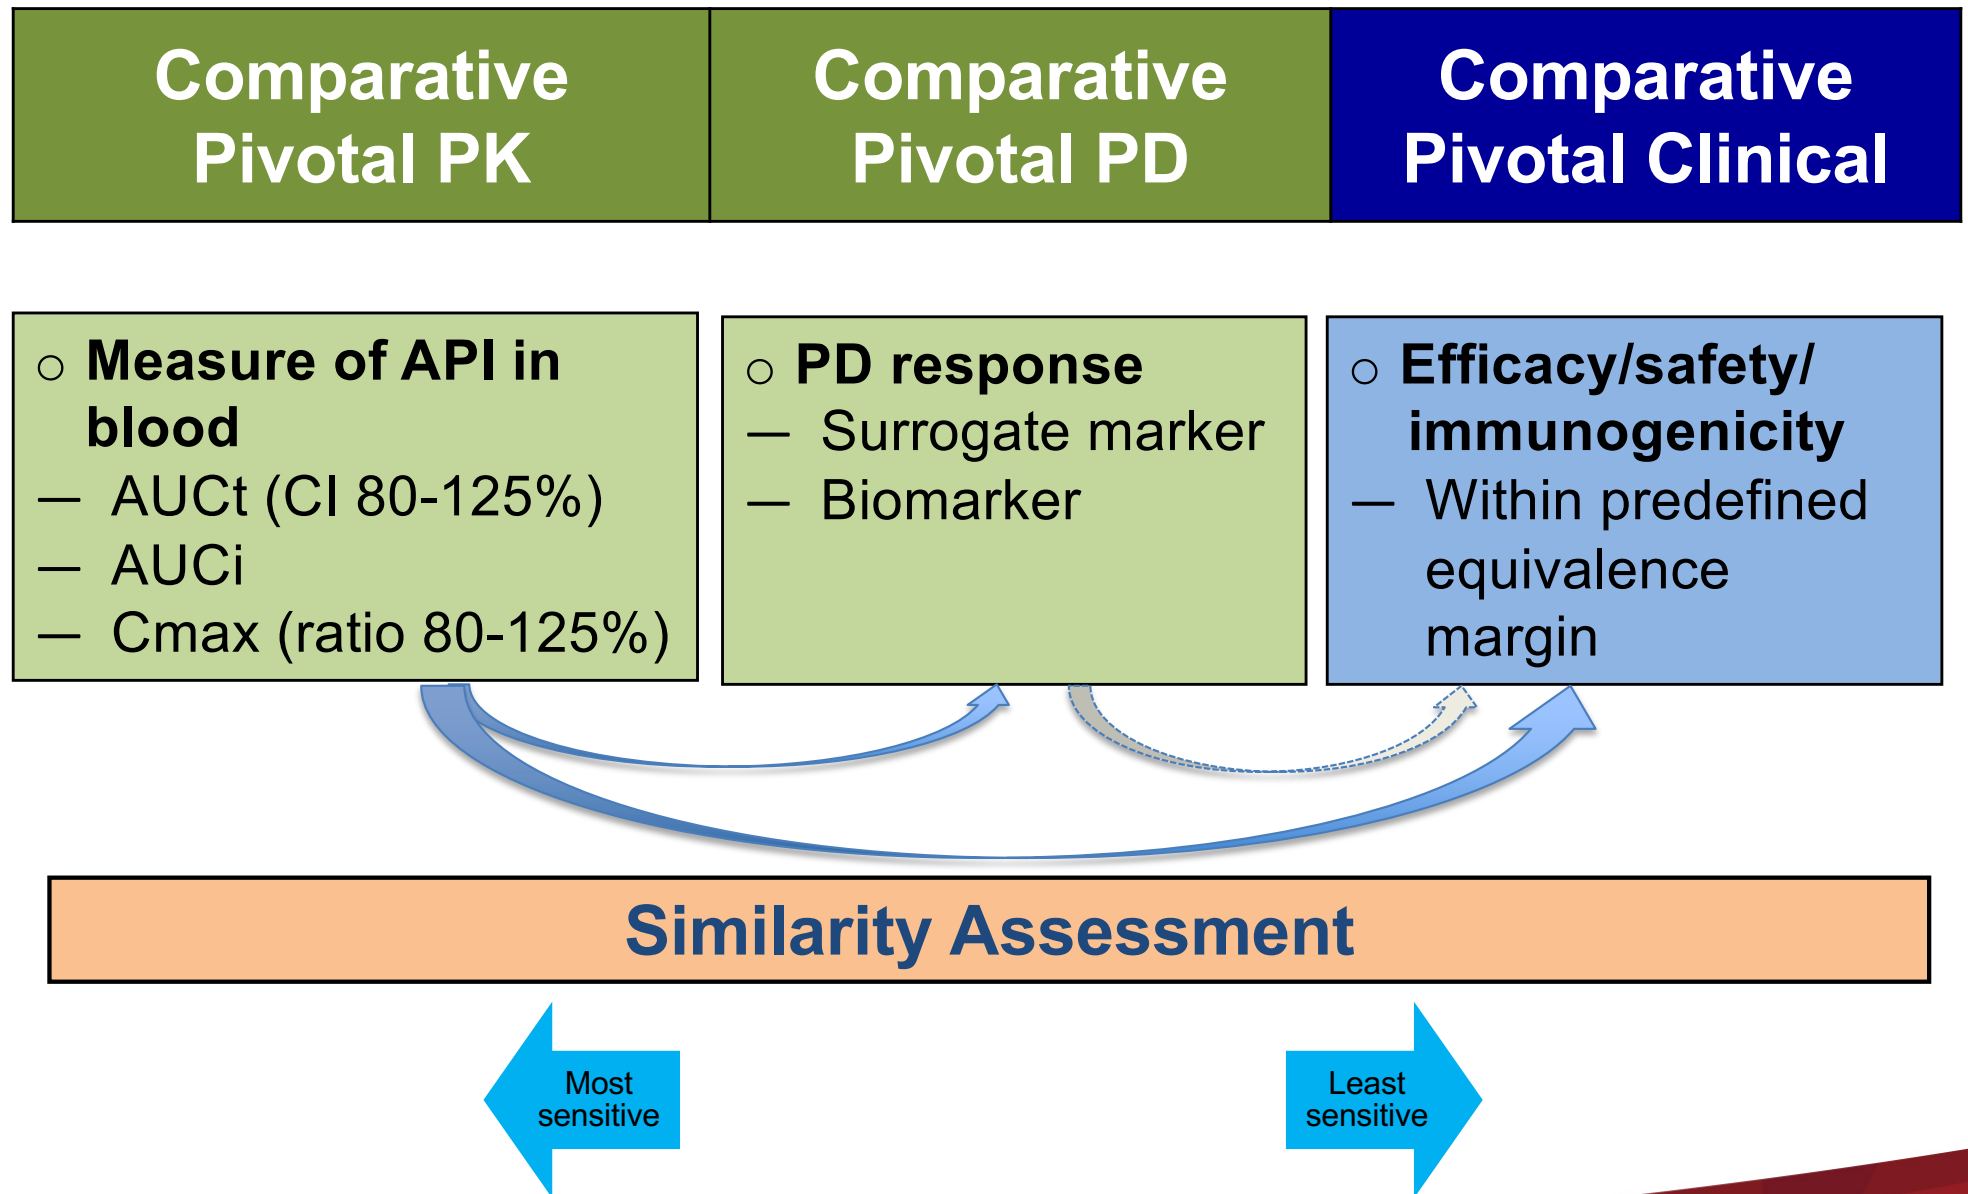 Comparative
Pivotal PK
Comparative
Pivotal PD
Comparative
Pivotal Clinical
○ Measure of API in
blood
— AUCt (CI 80-125%)
— AUCi
— Cmax (ratio 80-125%)
○ PD response
— Surrogate marker
— Biomarker
○ Efficacy/safety/
immunogenicity
— Within predefined
equivalence
margin
Similarity Assessment
Most
sensitive
Least
sensitive